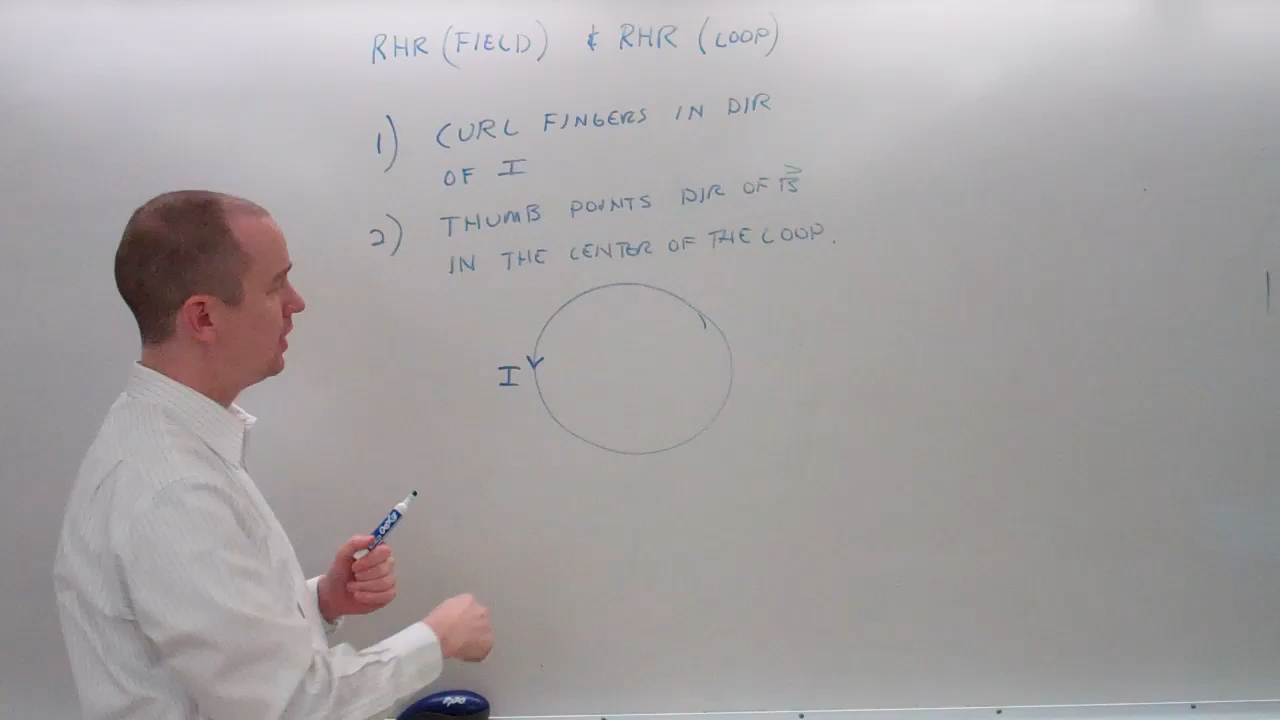 RHR (FIELD) & RHR (LOOP)
1) CURL FINGERS IN DIR
OF I
2) THUMB POINTS DIR OF B⃗
IN THE CENTER OF THE LOOP.
I
EXPO